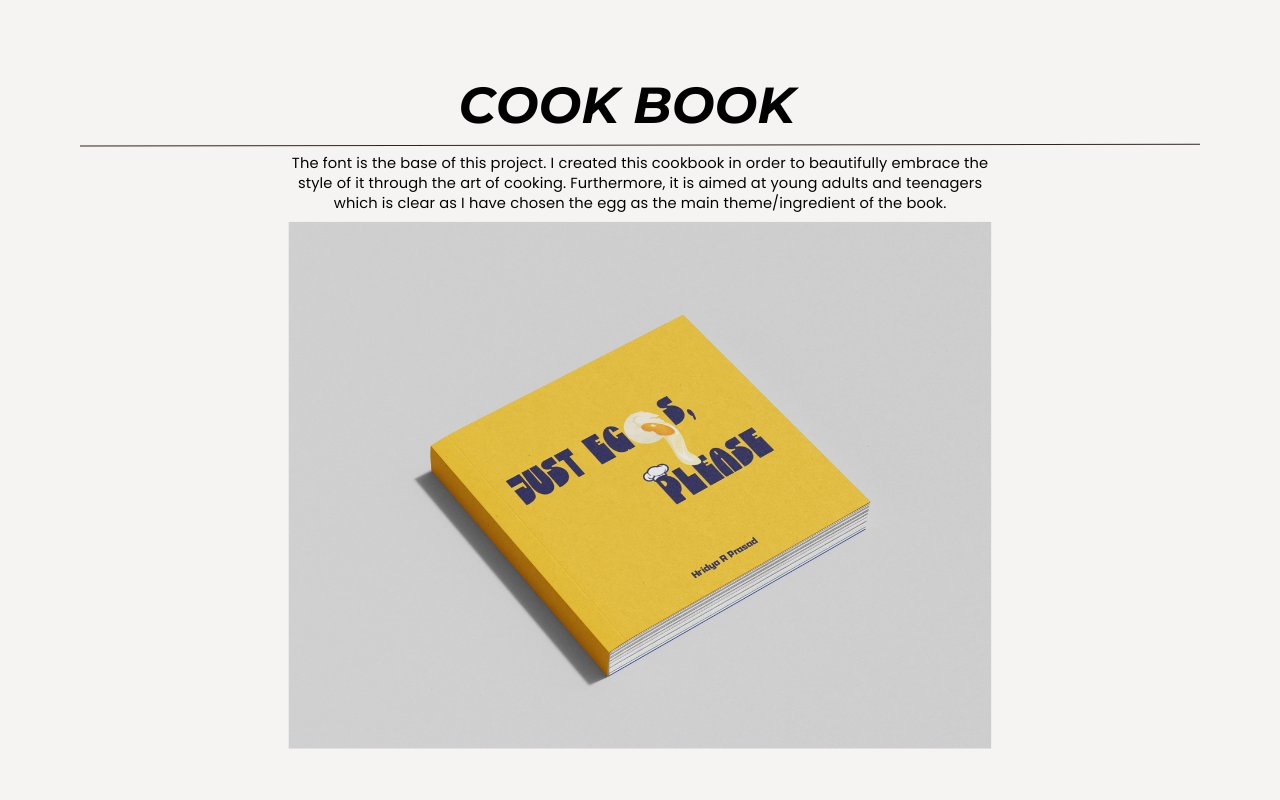 COOK BOOK
The font is the base of this project. I created this cookbook in order to beautifully embrace the
style of it through the art of cooking. Furthermore, it is aimed at young adults and teenagers
which is clear as I have chosen the egg as the main theme/ingredient of the book.
JUST EGGS,
PLEASE
Hridya R Prasad